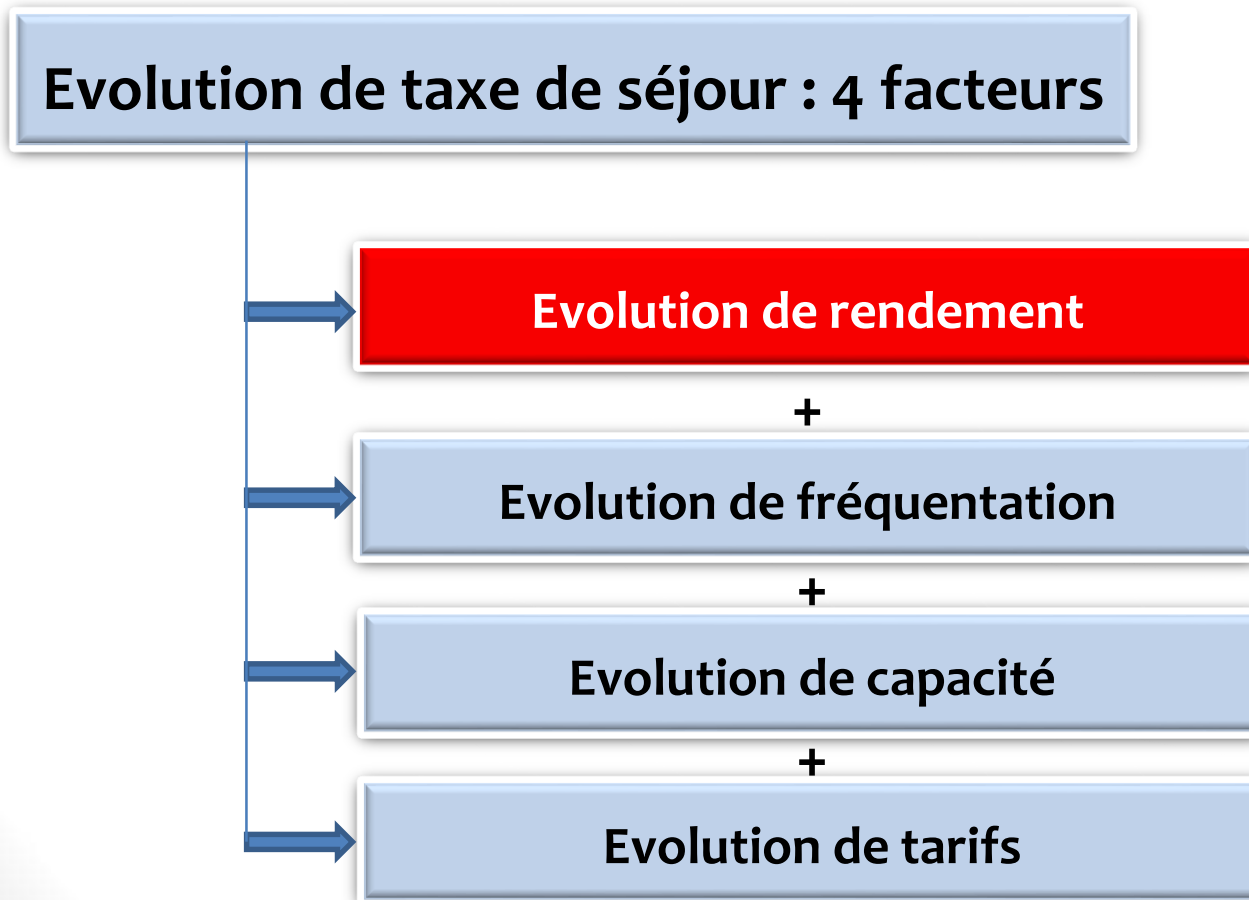 Evolution de taxe de séjour : 4 facteurs
Evolution de rendement
+
Evolution de fréquentation
+
Evolution de capacité
+
Evolution de tarifs